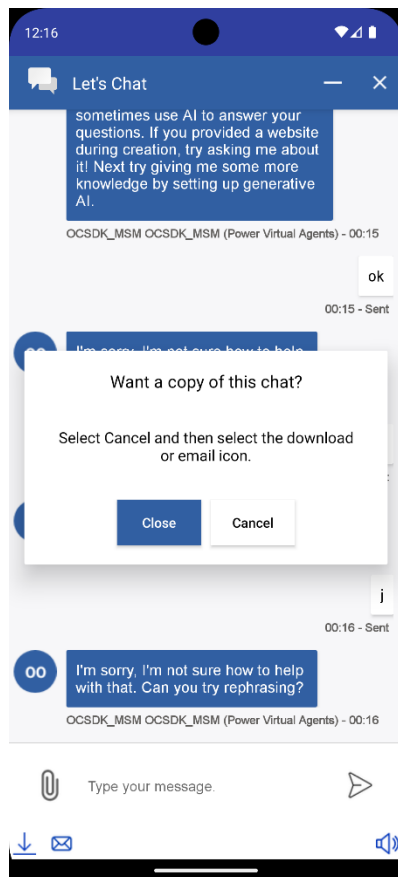 12:16
Let's Chat
sometimes use AI to answer your
questions. If you provided a website
during creation, try asking me about
it! Next try giving me some more
knowledge by setting up generative
AI.
OCSDK_MSM OCSDK_MSM (Power Virtual Agents) - 00:15
ok
00:15 - Sent
I'm sorry, I'm not sure how to help
Want a copy of this chat?
Select Cancel and then select the download
or email icon.
Close
Cancel
j
00:16 - Sent
OO
I'm sorry, I'm not sure how to help
with that. Can you try rephrasing?
OCSDK_MSM OCSDK_MSM (Power Virtual Agents) - 00:16
Type your message.